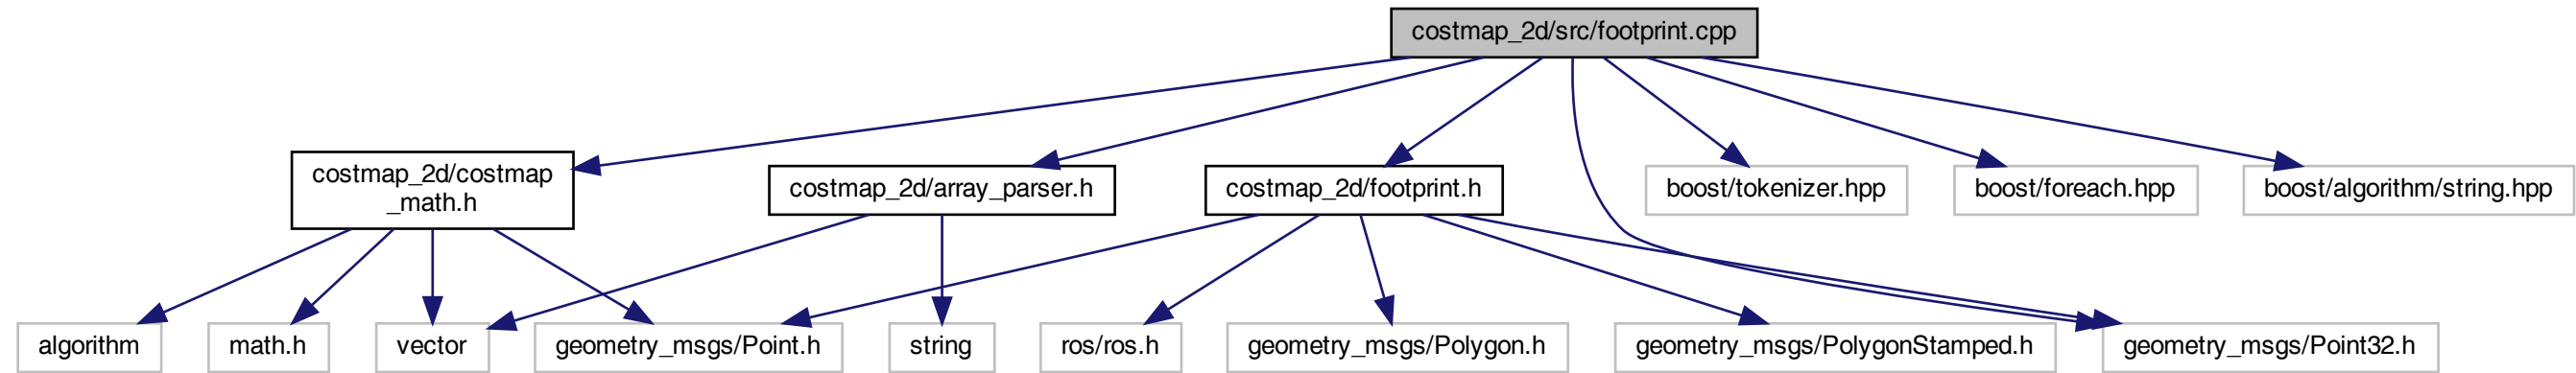 costmap_2d/src/footprint.cpp
costmap_2d/costmap
_math.h
costmap_2d/array_parser.h
costmap_2d/footprint.h
boost/tokenizer.hpp
boost/foreach.hpp
boost/algorithm/string.hpp
algorithm
math.h
vector
geometry_msgs/Point.h
string
ros/ros.h
geometry_msgs/Polygon.h
geometry_msgs/PolygonStamped.h
geometry_msgs/Point32.h